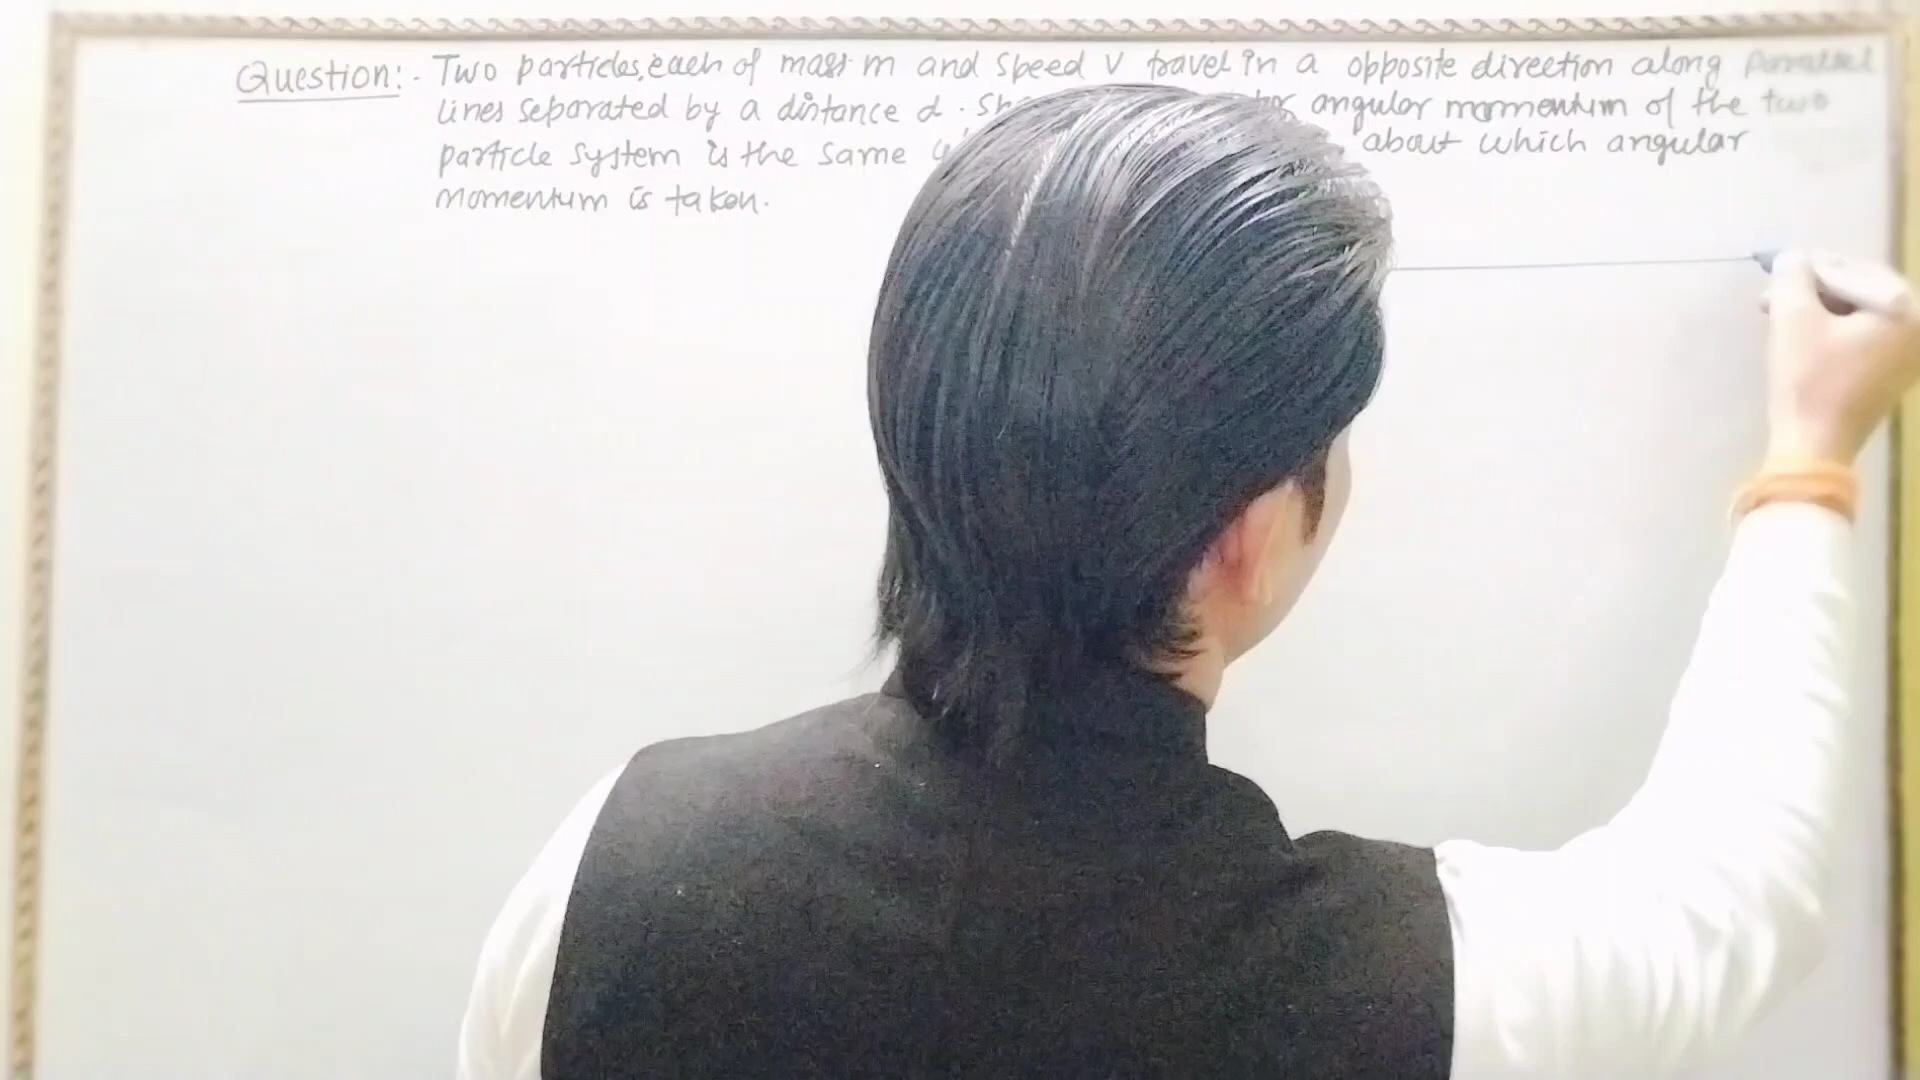 Question:- Two particles, each of mass m and speed v travel in a opposite direction along parallel
lines separated by a distance d . angular momentum of the two
particle system is the same about which angular
momentum is taken.